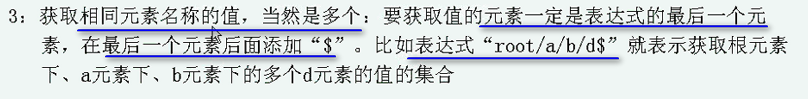 3：获取相同元素名称的值，当然是多个：要获取值的元素一定是表达式的最后一个元
素，在最后一个元素后面添加“$”。比如表达式“root/a/b/d$”就表示获取根元素
下、a元素下、b元素下的多个d元素的值的集合